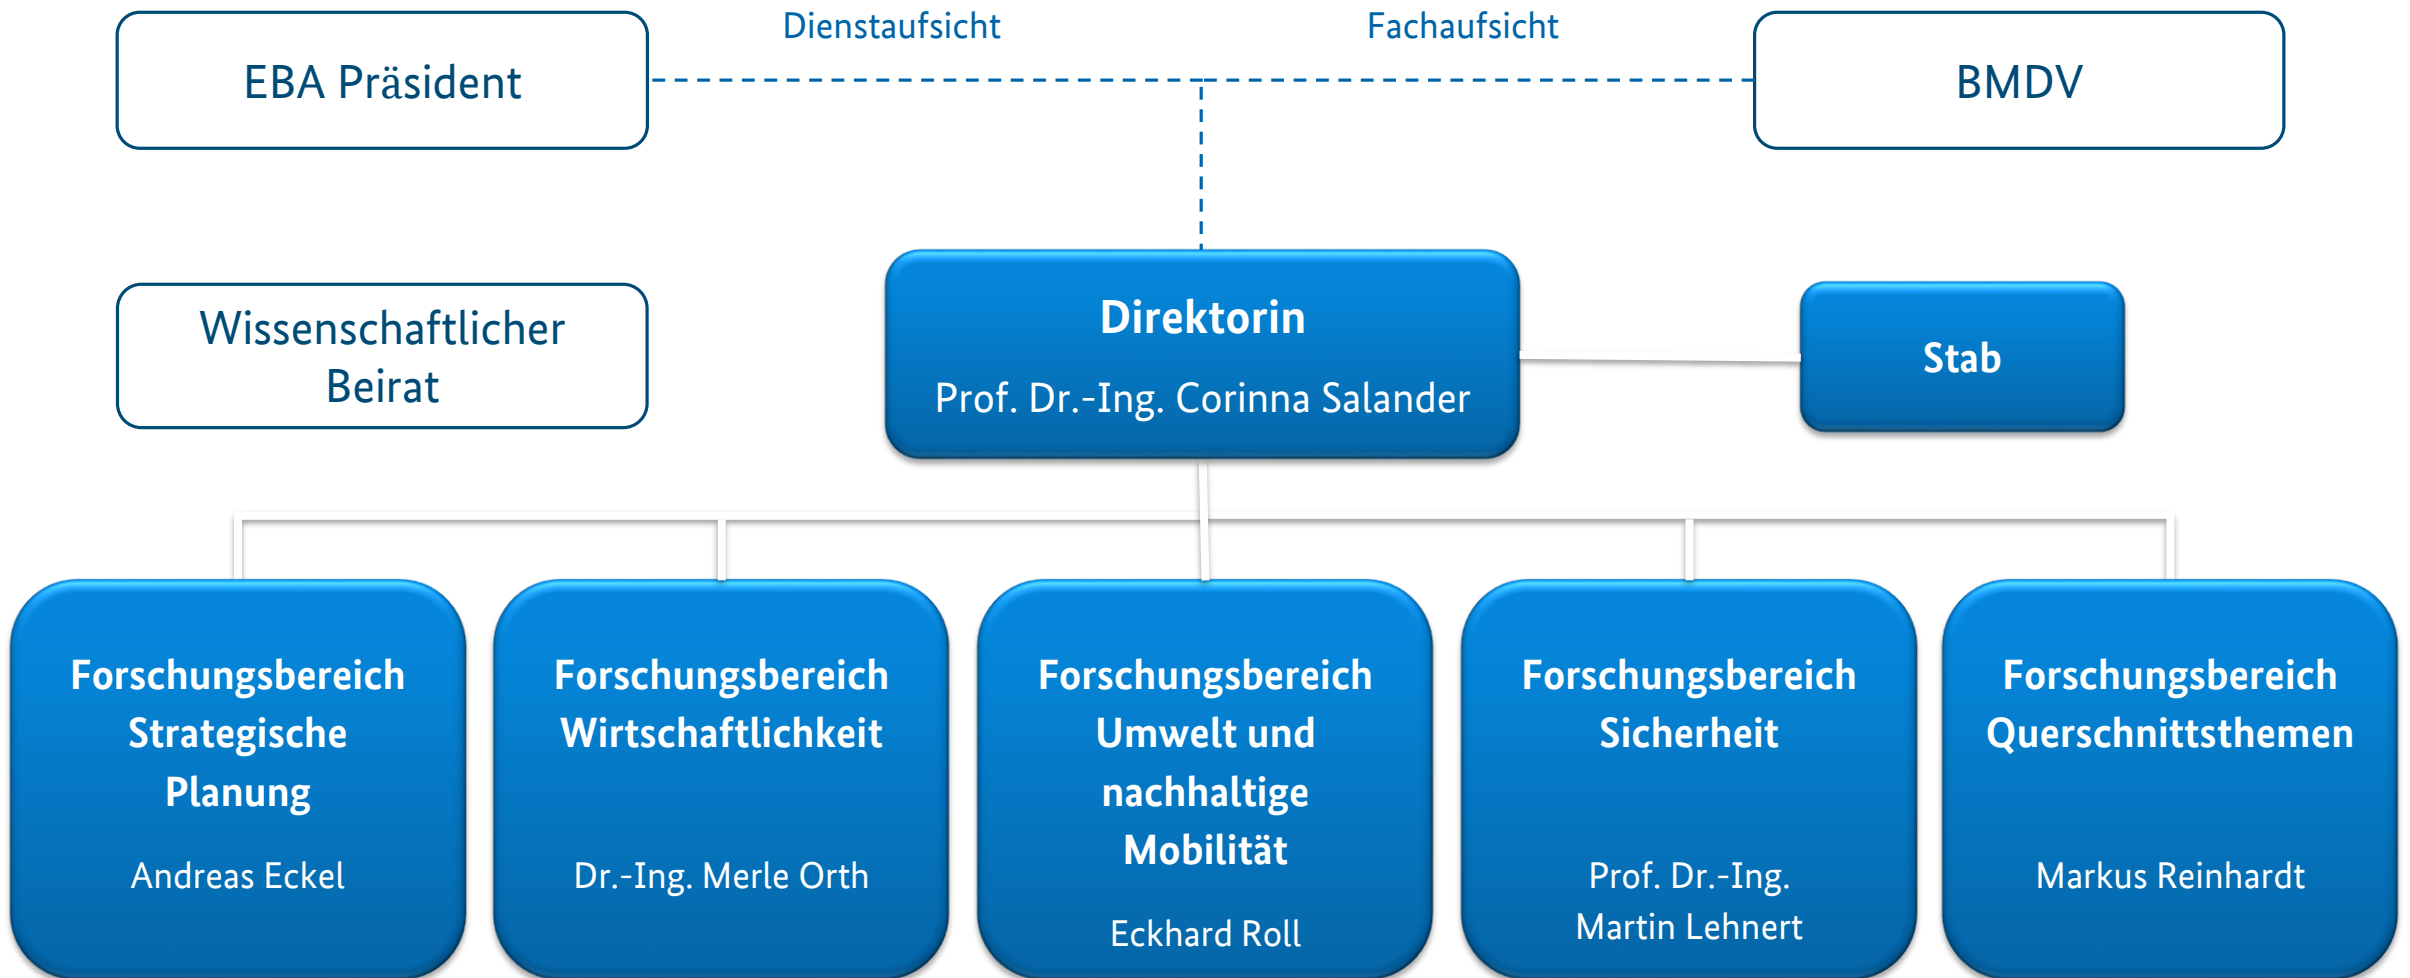 Dienstaufsicht
Fachaufsicht
EBA Präsident
BMDV
Wissenschaftlicher
Beirat
Direktorin
Prof. Dr.-Ing. Corinna Salander
Stab
Forschungsbereich
Strategische
Planung
Andreas Eckel
Forschungsbereich
Wirtschaftlichkeit
Dr.-Ing. Merle Orth
Forschungsbereich
Umwelt und
nachhaltige
Mobilität
Eckhard Roll
Forschungsbereich
Sicherheit
Prof. Dr.-Ing.
Martin Lehnert
Forschungsbereich
Querschnittsthemen
Markus Reinhardt